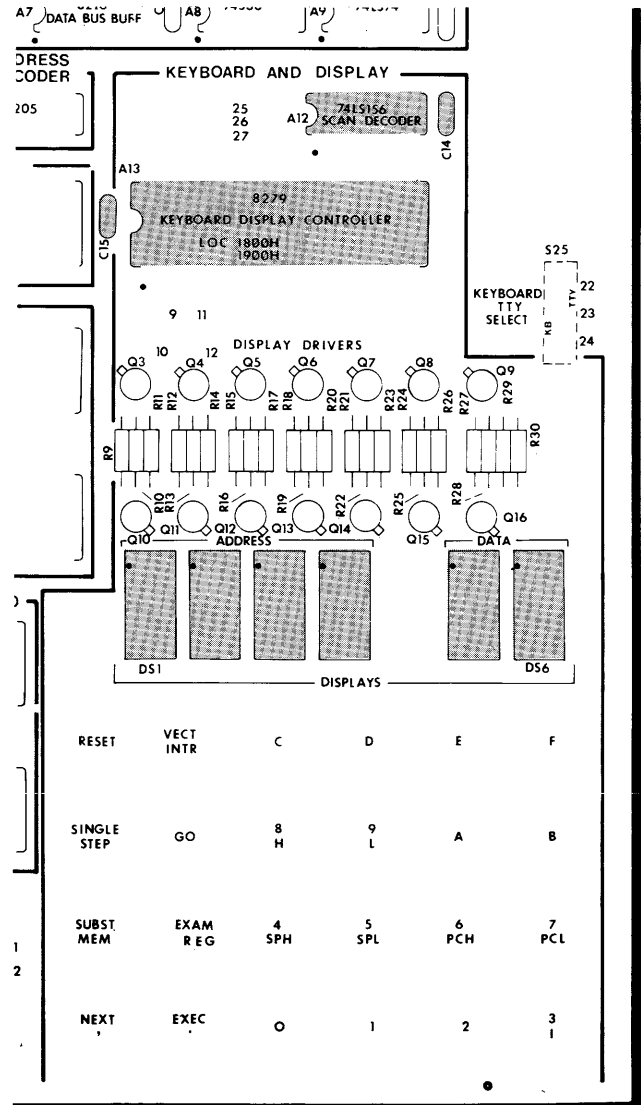 A7
DATA BUS BUFF
A8
A9
DRESS
CODER
205
KEYBOARD AND DISPLAY
25
26
27
A12
74LS156
SCAN DECODER
C14
A13
8279
KEYBOARD DISPLAY CONTROLLER
LOC 1800H
1900H
C15
S25
KEYBOARD
TTY
SELECT
KB
TTY
22
23
24
9 11
10 12
DISPLAY DRIVERS
Q3 Q4 Q5 Q6 Q7 Q8 Q9
R11 R12 R14 R15 R17 R18 R20 R21 R23 R24 R26 R27 R29
R9 R30
R10 R13 R16 R19 R22 R25 R28
Q10 Q11 Q12 Q13 Q14 Q15 Q16
ADDRESS DATA
DS1 DS6
DISPLAYS
RESET VECT INTR C D E F
SINGLE STEP GO 8 H 9 L A B
SUBST MEM EXAM REG 4 SPH 5 SPL 6 PCH 7 PCL
1
2
NEXT , EXEC . 0 1 2 3 I